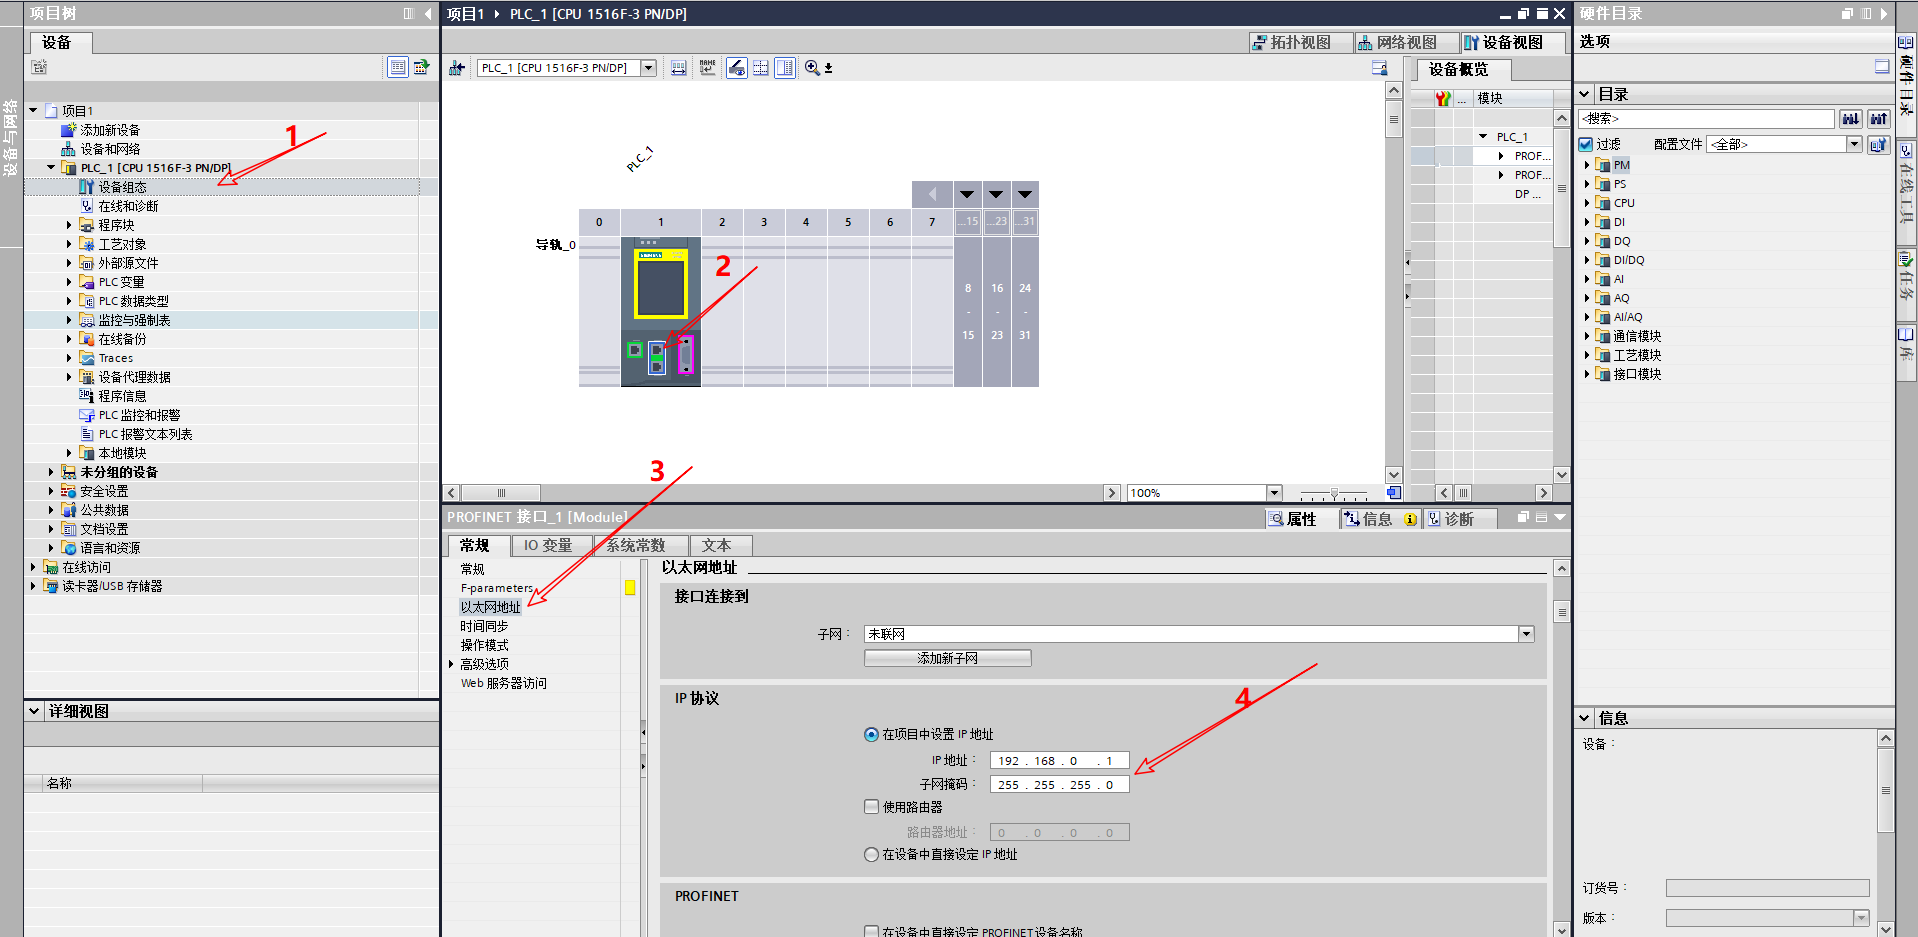 项目树
设备
设备与网络
项目1
添加新设备
设备和网络
PLC_1 [CPU 1516F-3 PN/DP]
设备组态
在线和诊断
程序块
工艺对象
外部源文件
PLC 变量
PLC 数据类型
监控与强制表
在线备份
Traces
设备代理数据
程序信息
PLC 监控和报警
PLC 报警文本列表
本地模块
未分组的设备
安全设置
公共数据
文档设置
语言和资源
在线访问
读卡器/USB 存储器
1
详细视图
名称
项目1 ▸ PLC_1 [CPU 1516F-3 PN/DP]
拓扑视图
网络视图
设备视图
PLC_1 [CPU 1516F-3 PN/DP]
PLC_1
0 1 2 3 4 5 6 7 ...15 ...23 ...31
导轨_0
SIEMENS
2
8 16 24
- - -
15 23 31
100%
设备概览
... 模块
PLC_1
PROF...
PROF...
DP ...
3
PROFINET 接口_1 [Module]
属性
信息
诊断
常规
IO 变量
系统常数
文本
常规
F-parameters
以太网地址
时间同步
操作模式
高级选项
Web 服务器访问
以太网地址
接口连接到
子网：
未联网
添加新子网
IP 协议
4
在项目中设置 IP 地址
IP 地址：
192 . 168 . 0 . 1
子网掩码：
255 . 255 . 255 . 0
使用路由器
路由器地址：
0 . 0 . 0 . 0
在设备中直接设定 IP 地址
PROFINET
在设备中直接设定 PROFINET 设备名称
硬件目录
选项
目录
<搜索>
过滤
配置文件
<全部>
PM
PS
CPU
DI
DQ
DI/DQ
AI
AQ
AI/AQ
通信模块
工艺模块
接口模块
信息
设备：
订货号：
版本：
硬件目录
在线工具
任务
库